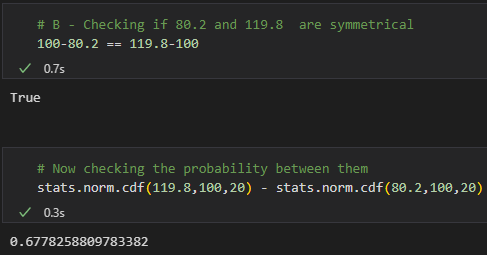 # B - Checking if 80.2 and 119.8  are symmetrical
100-80.2 == 119.8-100
✓ 0.7s
True
# Now checking the probability between them
stats.norm.cdf(119.8,100,20) - stats.norm.cdf(80.2,100,20)
✓ 0.3s
0.6778258809783382